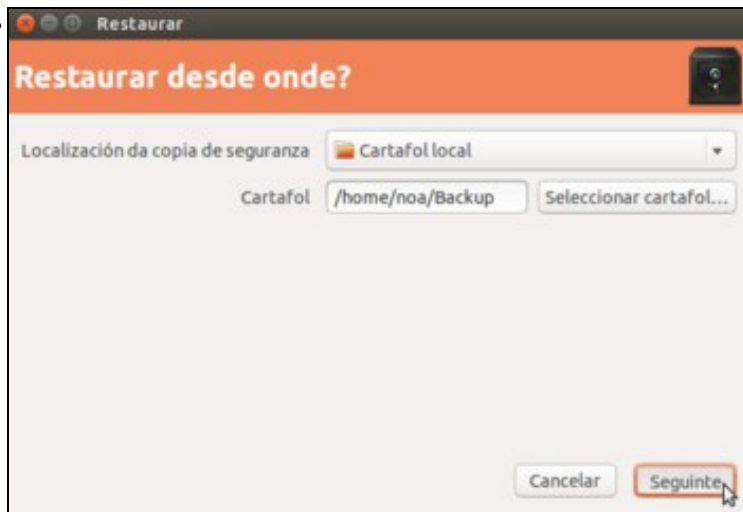 Restaurar
Restaurar desde onde?
Localización da copia de seguranza Cartafol local
Cartafol /home/noa/Backup Seleccionar cartafol...
Cancelar Seguinte